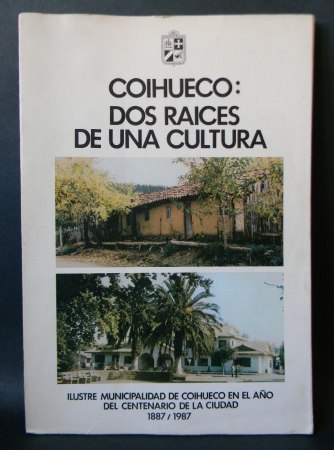 COIHUECO:
DOS RAICES
DE UNA CULTURA
ILUSTRE MUNICIPALIDAD DE COIHUECO EN EL AÑO
DEL CENTENARIO DE LA CIUDAD
1887/1987